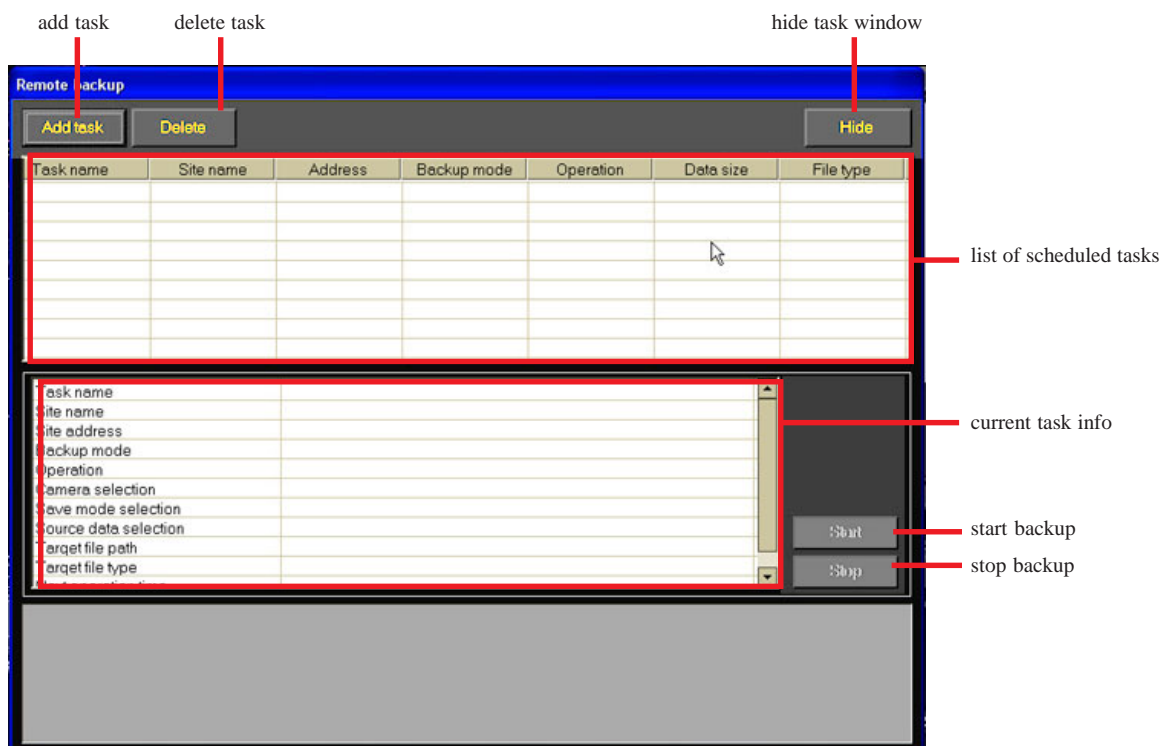 add task
delete task
hide task window
Remote backup
Add task
Delete
Hide
Task name
Site name
Address
Backup mode
Operation
Data size
File type
list of scheduled tasks
Task name
Site name
Site address
Backup mode
Operation
Camera selection
Save mode selection
Source data selection
Target file path
Target file type
current task info
Start
start backup
Stop
stop backup